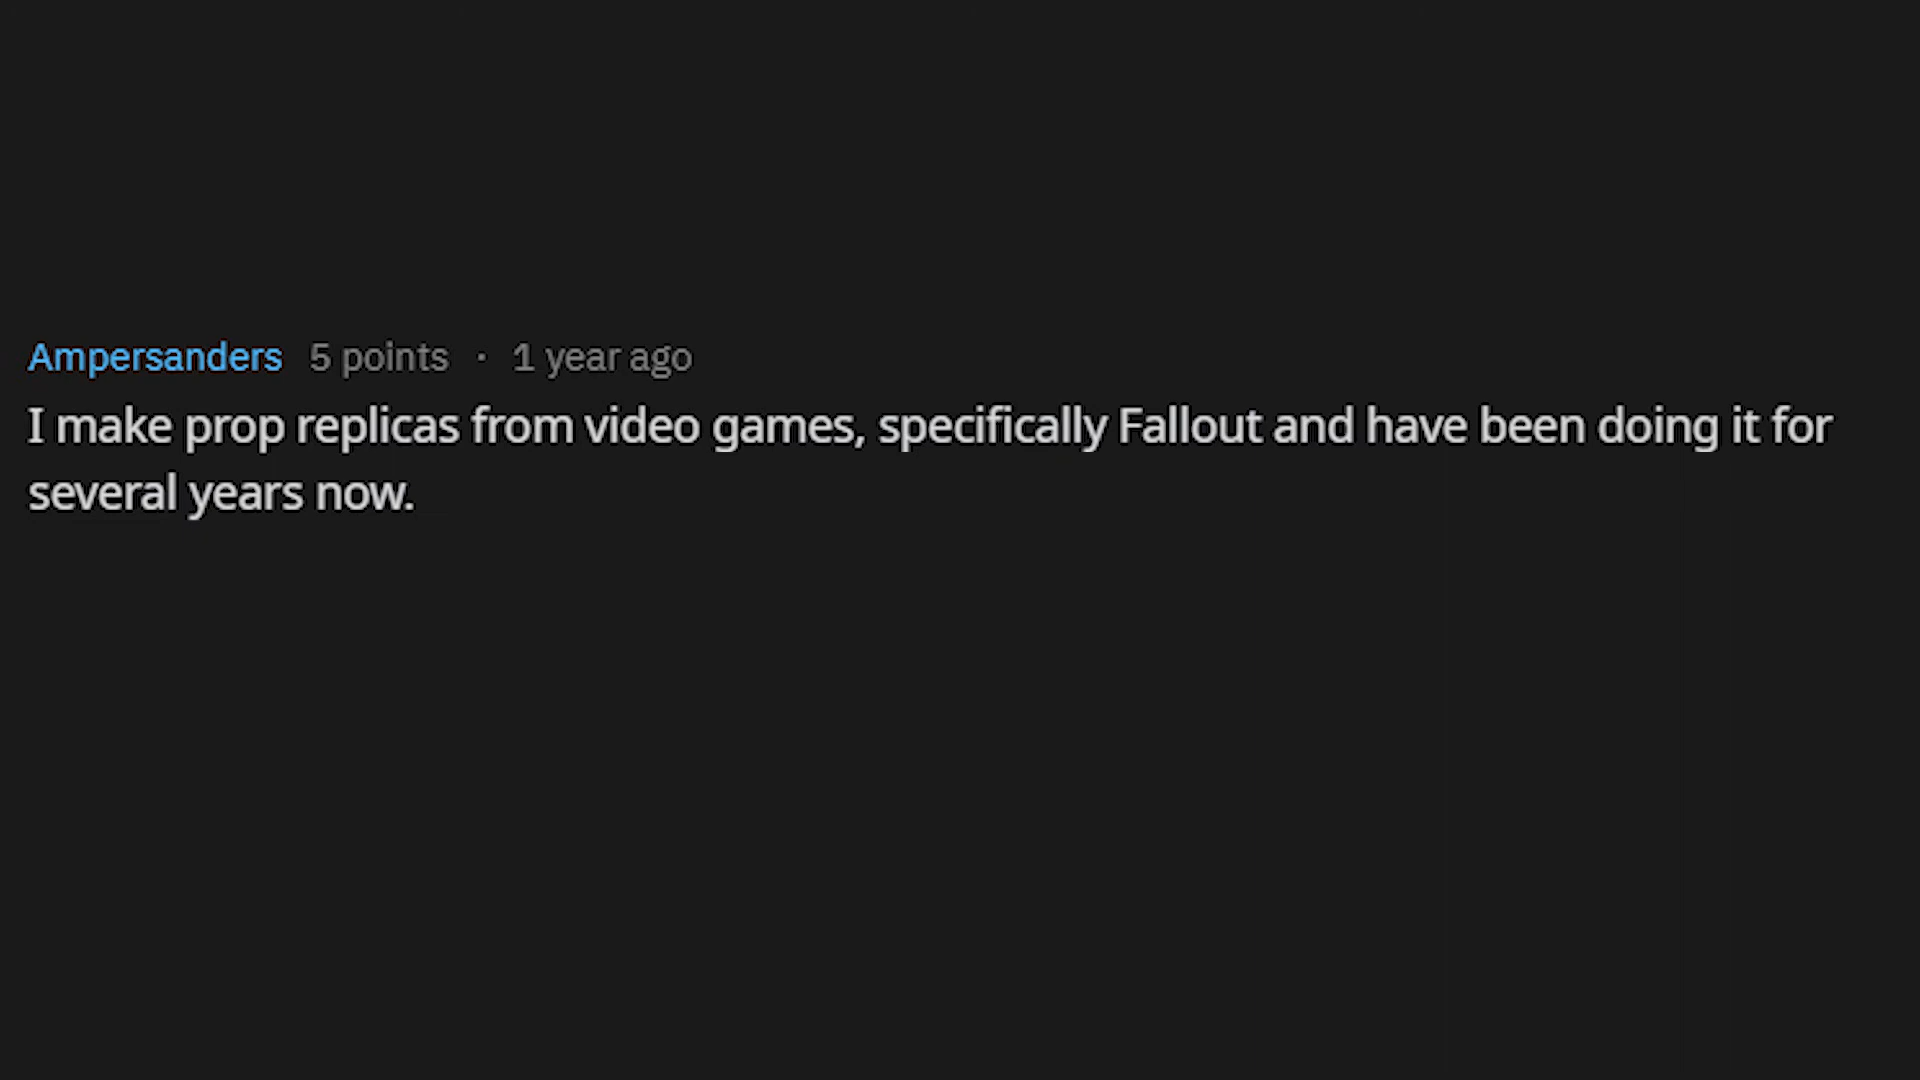 Ampersanders 5 points · 1 year ago
I make prop replicas from video games, specifically Fallout and have been doing it for
several years now.